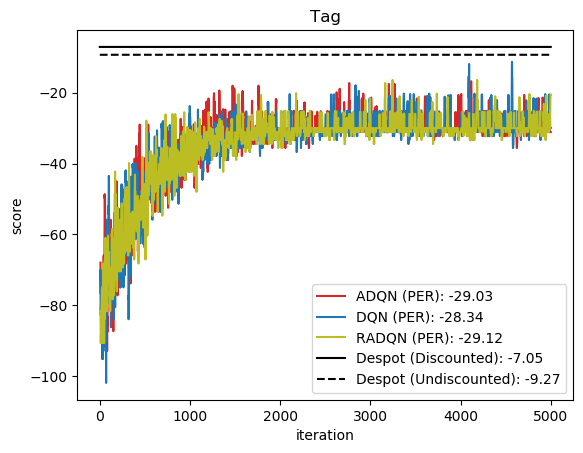 Tag
score
−20
−40
−60
−80
−100
ADQN (PER): -29.03
DQN (PER): -28.34
RADQN (PER): -29.12
Despot (Discounted): -7.05
Despot (Undiscounted): -9.27
0 1000 2000 3000 4000 5000
iteration